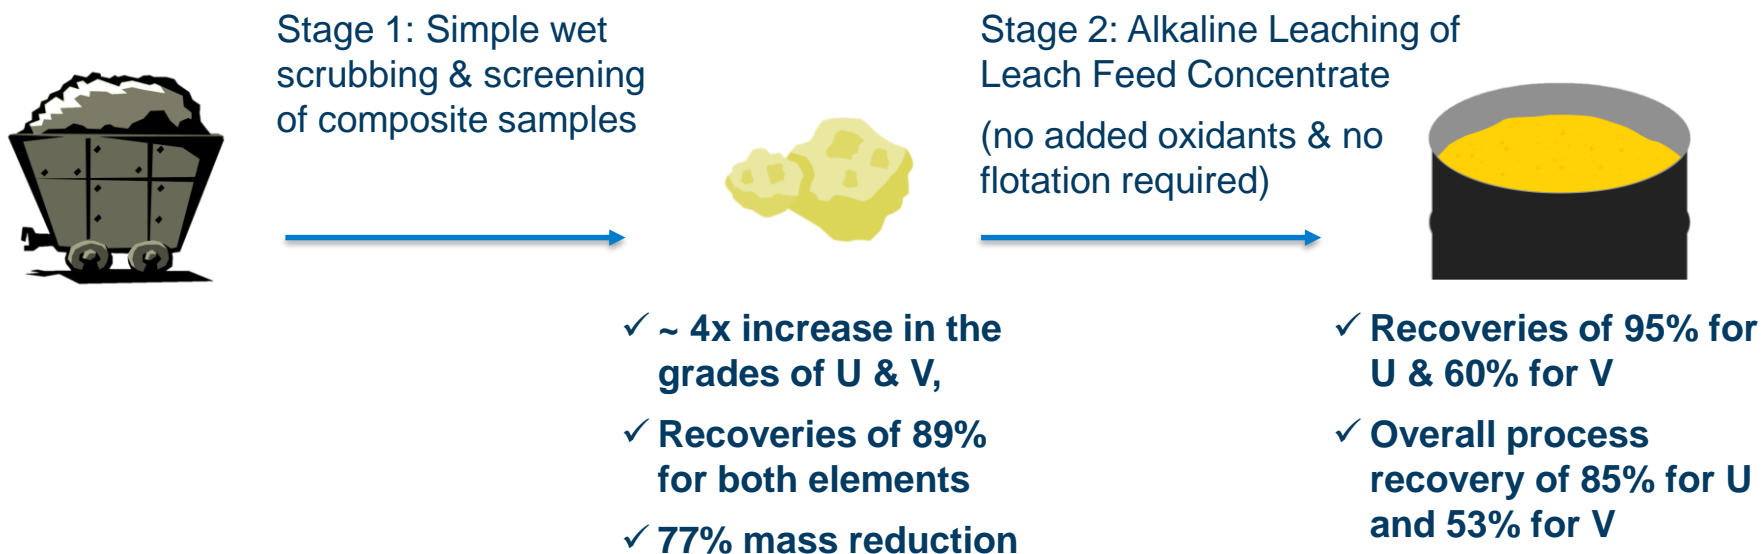 Stage 1: Simple wet
scrubbing & screening
of composite samples
✓ ~ 4x increase in the
grades of U & V,
✓ Recoveries of 89%
for both elements
✓ 77% mass reduction
Stage 2: Alkaline Leaching of
Leach Feed Concentrate
(no added oxidants & no
flotation required)
✓ Recoveries of 95% for
U & 60% for V
✓ Overall process
recovery of 85% for U
and 53% for V